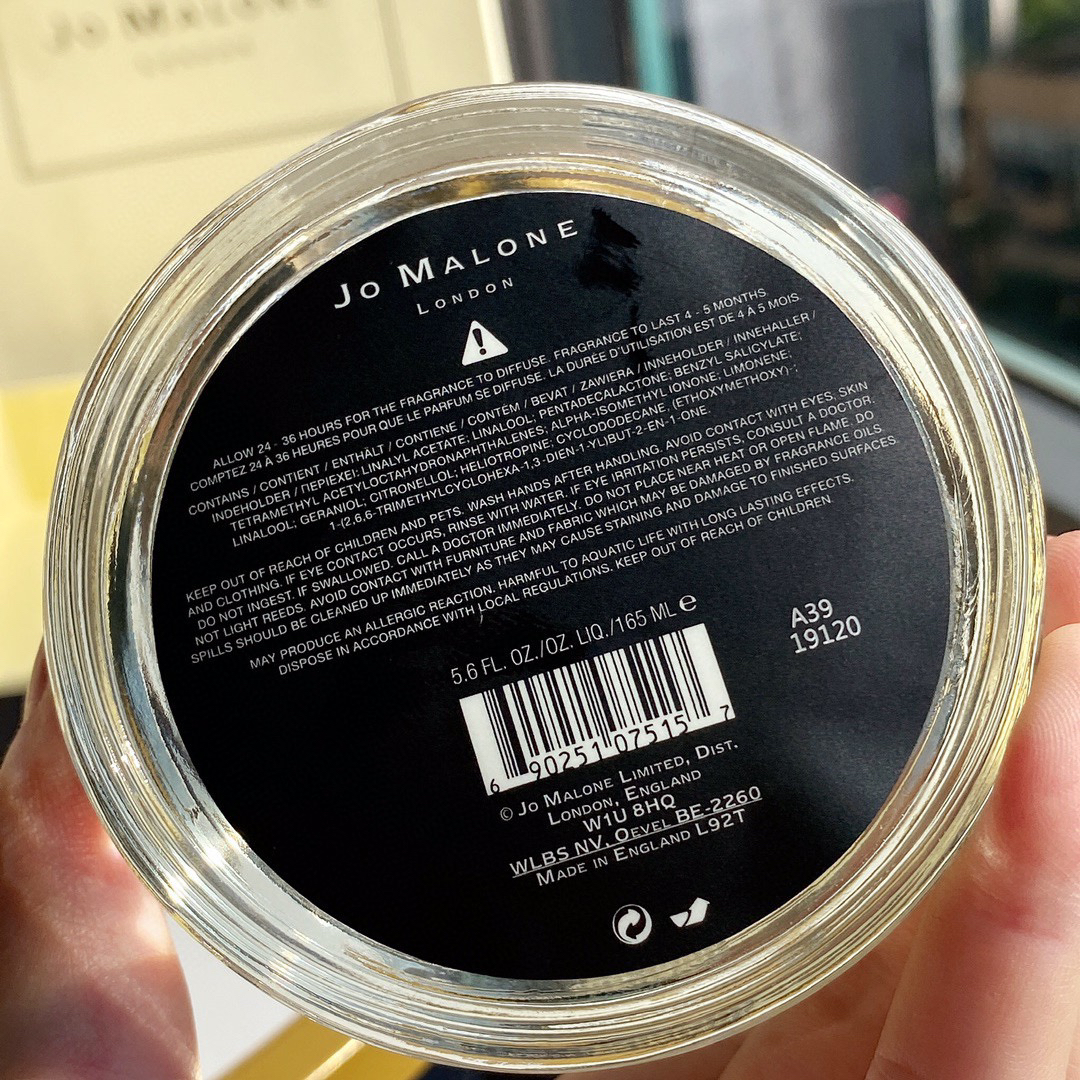 JO MALONE
LONDON
JO MALONE
LONDON
ALLOW 24 - 36 HOURS FOR THE FRAGRANCE TO DIFFUSE. FRAGRANCE TO LAST 4 - 5 MONTHS.
COMPTEZ 24 À 36 HEURES POUR QUE LE PARFUM SE DIFFUSE. LA DURÉE D'UTILISATION EST DE 4 À 5 MOIS.
CONTAINS / CONTIENT / ENTHÄLT / CONTIENE / CONTÉM / BEVAT / ZAWIERA / INNEHOLDER / INNEHALLER /
INDEHOLDER / ΠEPIEXEI: LINALYL ACETATE; LINALOOL; PENTADECALACTONE; BENZYL SALICYLATE;
TETRAMETHYL ACETYLOCTAHYDRONAPHTHALENES; ALPHA-ISOMETHYL IONONE; LIMONENE;
LINALOOL; GERANIOL; CITRONELLOL; HELIOTROPINE; CYCLODODECANE, (ETHOXYMETHOXY)- ;
1-(2,6,6-TRIMETHYLCYCLOHEXA-1,3-DIEN-1-YL)BUT-2-EN-1-ONE.
KEEP OUT OF REACH OF CHILDREN AND PETS. WASH HANDS AFTER HANDLING. AVOID CONTACT WITH EYES, SKIN
AND CLOTHING. IF EYE CONTACT OCCURS, RINSE WITH WATER. IF EYE IRRITATION PERSISTS, CONSULT A DOCTOR.
DO NOT INGEST. IF SWALLOWED, CALL A DOCTOR IMMEDIATELY. DO NOT PLACE NEAR HEAT OR OPEN FLAME. DO
NOT LIGHT REEDS. AVOID CONTACT WITH FURNITURE AND FABRIC WHICH MAY BE DAMAGED BY FRAGRANCE OILS.
SPILLS SHOULD BE CLEANED UP IMMEDIATELY AS THEY MAY CAUSE STAINING AND DAMAGE TO FINISHED SURFACES.
MAY PRODUCE AN ALLERGIC REACTION. HARMFUL TO AQUATIC LIFE WITH LONG LASTING EFFECTS.
DISPOSE IN ACCORDANCE WITH LOCAL REGULATIONS. KEEP OUT OF REACH OF CHILDREN
5.6 FL. OZ./OZ. LIQ./165 ML ℮
A39
19120
6 90251 07515 7
© JO MALONE LIMITED, DIST.
LONDON, ENGLAND
W1U 8HQ
WLBS NV, OEVEL BE-2260
MADE IN ENGLAND L92T